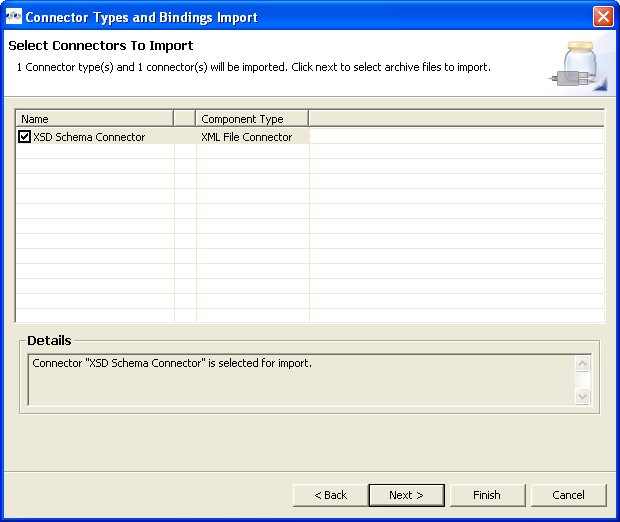 Connector Types and Bindings Import
Select Connectors To Import
1 Connector type(s) and 1 connector(s) will be imported. Click next to select archive files to import.
Name Component Type
XSD Schema Connector XML File Connector
Details
Connector "XSD Schema Connector" is selected for import.
< Back Next > Finish Cancel